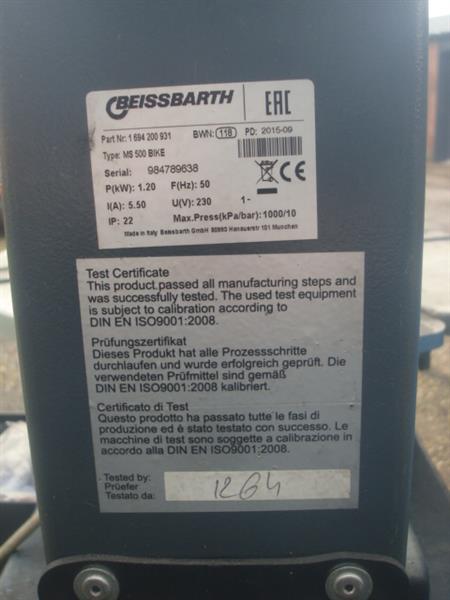 BEISSBARTH
EAC
Part Nr: 1 694 200 931 BWN: 118 PD: 2015-09
Type: MS 500 BIKE
Serial: 984789638
P(kW): 1.20 F(Hz): 50
I(A): 5.50 U(V): 230 1~
IP: 22 Max.Press(kPa/bar): 1000/10
Made in Italy Beissbarth GmbH 80993 Hanauerstr 101 Munchen
CE
Test Certificate
This product passed all manufacturing steps and
was successfully tested. The used test equipment
is subject to calibration according to
DIN EN ISO9001:2008.
Prüfungszertifikat
Dieses Produkt hat alle Prozessschritte
durchlaufen und wurde erfolgreich geprüft. Die
verwendeten Prüfmittel sind gemäß
DIN EN ISO9001:2008 kalibriert.
Certificato di Test
Questo prodotto ha passato tutte le fasi di
produzione ed è stato testato con successo. Le
macchine di test sono soggette a calibrazione in
accordo alla DIN EN ISO9001:2008.
Tested by:
Prüefer
Testato da: